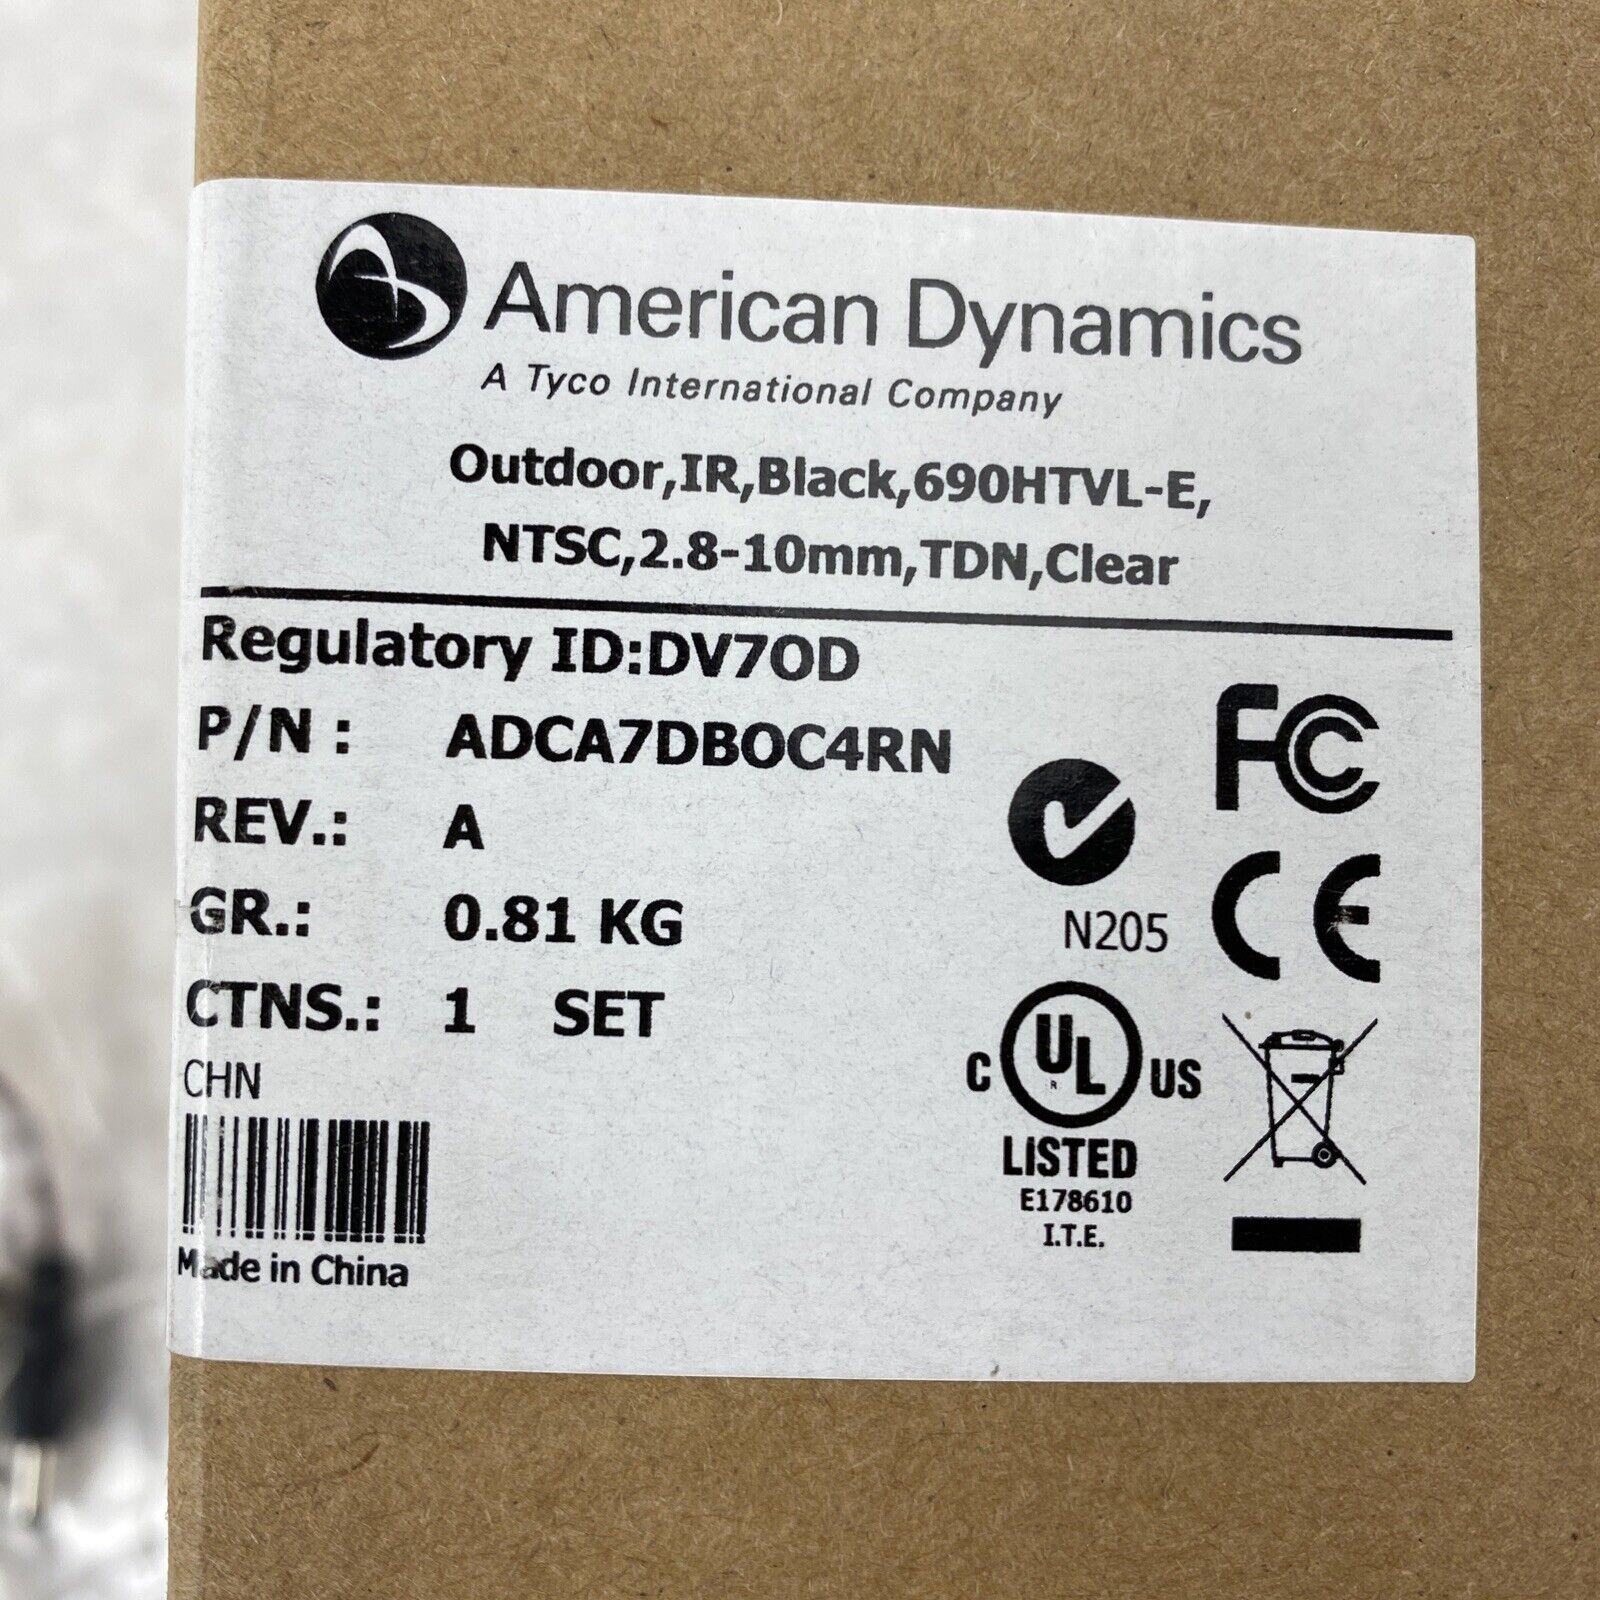 American Dynamics
A Tyco International Company
Outdoor,IR,Black,690HTVL-E,
NTSC,2.8-10mm,TDN,Clear
Regulatory ID:DV7OD
P/N : ADCA7DBOC4RN
REV.: A
GR.: 0.81 KG
CTNS.: 1 SET
CHN
Made in China
N205
FC
CE
C UL R US
LISTED
E178610
I.T.E.